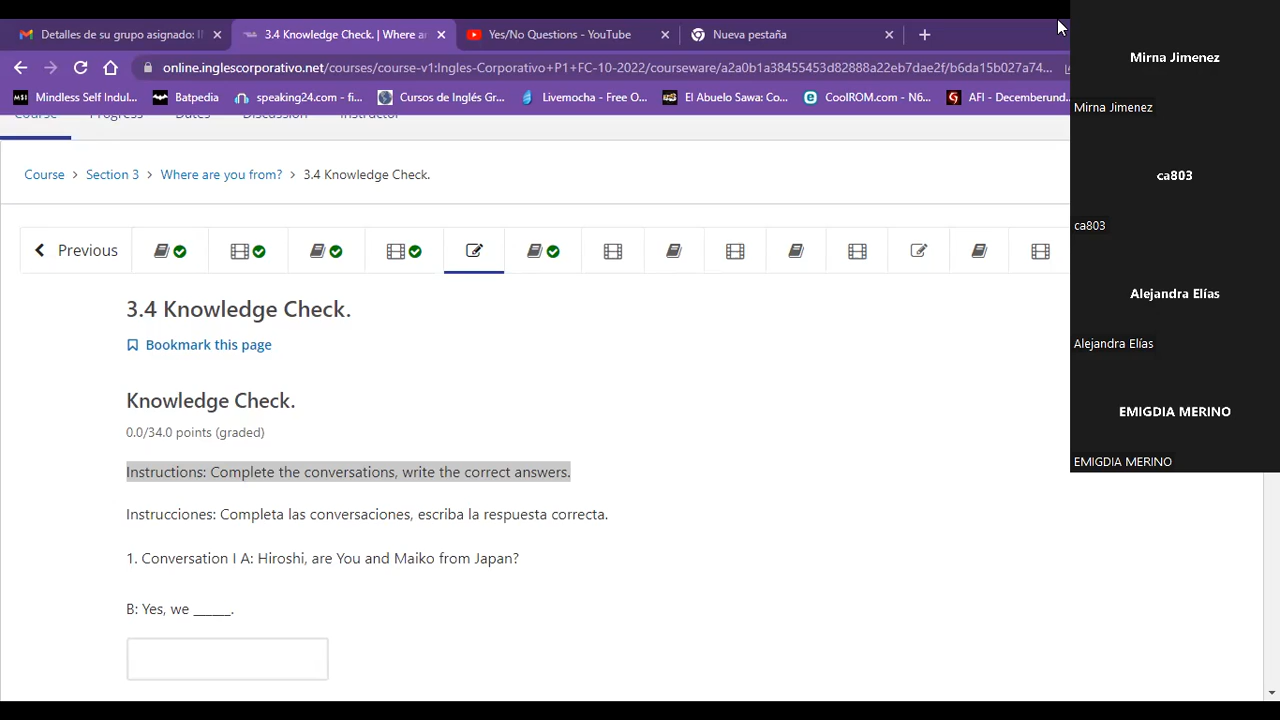 Detalles de su grupo asignado: I
3.4 Knowledge Check. | Where ar
Yes/No Questions - YouTube
Nueva pestaña
online.inglescorporativo.net/courses/course-v1:Ingles-Corporativo+P1+FC-10-2022/courseware/a2a0b1a38455453d82888a22eb7dae2f/b6da15b027a74...
Mindless Self Indul...
Batpedia
speaking24.com - fi...
Cursos de Inglés Gr...
Livemocha - Free O...
El Abuelo Sawa: Co...
CoolROM.com - N6...
AFI - Decemberund...
Course
Progress
Dates
Discussion
Instructor
Course > Section 3 > Where are you from? > 3.4 Knowledge Check.
Previous
3.4 Knowledge Check.
Bookmark this page
Knowledge Check.
0.0/34.0 points (graded)
Instructions: Complete the conversations, write the correct answers.
Instrucciones: Completa las conversaciones, escriba la respuesta correcta.
1. Conversation I A: Hiroshi, are You and Maiko from Japan?
B: Yes, we ______.
Mirna Jimenez
Mirna Jimenez
ca803
ca803
Alejandra Elías
Alejandra Elías
EMIGDIA MERINO
EMIGDIA MERINO